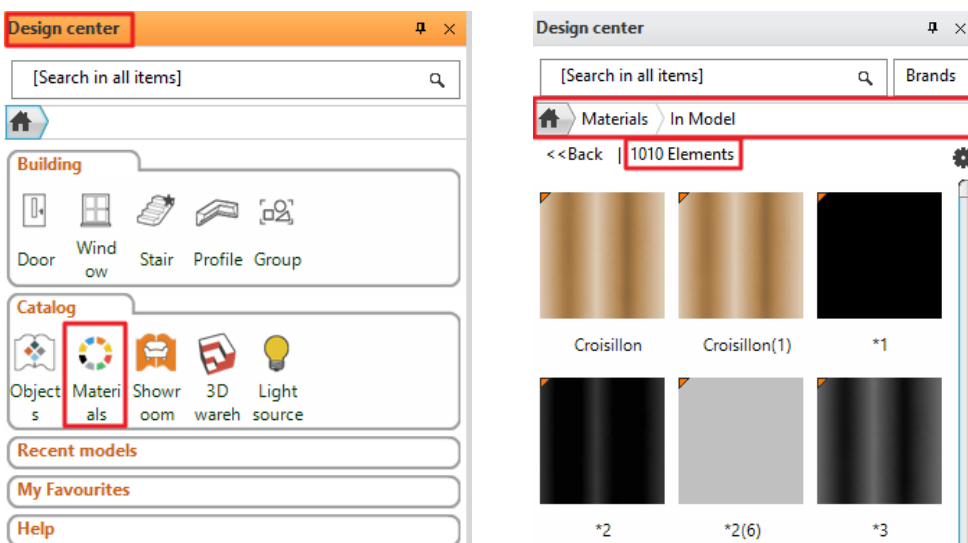 Design center
[Search in all items]
Building
Door
Wind
ow
Stair
Profile
Group
Catalog
Object
s
Materi
als
Showr
oom
3D
wareh
Light
source
Recent models
My Favourites
Help
Design center
[Search in all items]
Brands
Materials
In Model
<<Back | 1010 Elements
Croisillon
Croisillon(1)
*1
*2
*2(6)
*3